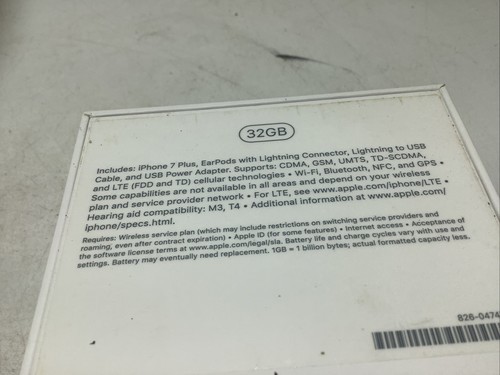 32GB
Includes: iPhone 7 Plus, EarPods with Lightning Connector, Lightning to USB
Cable, and USB Power Adapter. Supports: CDMA, GSM, UMTS, TD-SCDMA,
and LTE (FDD and TD) cellular technologies • Wi-Fi, Bluetooth, NFC, and GPS •
Some capabilities are not available in all areas and depend on your wireless
plan and service provider network • For LTE, see www.apple.com/iphone/LTE •
Hearing aid compatibility: M3, T4 • Additional information at www.apple.com/
iphone/specs.html.
Requires: Wireless service plan (which may include restrictions on switching service providers and
roaming, even after contract expiration) • Apple ID (for some features) • Internet access • Acceptance of
the software license terms at www.apple.com/legal/sla. Battery life and charge cycles vary with use and
settings. Battery may eventually need replacement. 1GB = 1 billion bytes; actual formatted capacity less.
826-0474